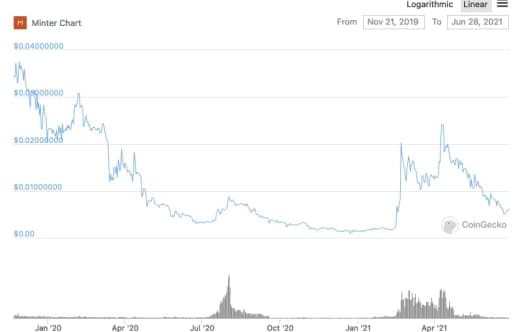 Logarithmic Linear
Minter Chart From Nov 21, 2019 To Jun 28, 2021
$0.04000000
$0.03000000
$0.02000000
$0.01000000
$0.00
CoinGecko
Jan '20 Apr '20 Jul '20 Oct '20 Jan '21 Apr '21